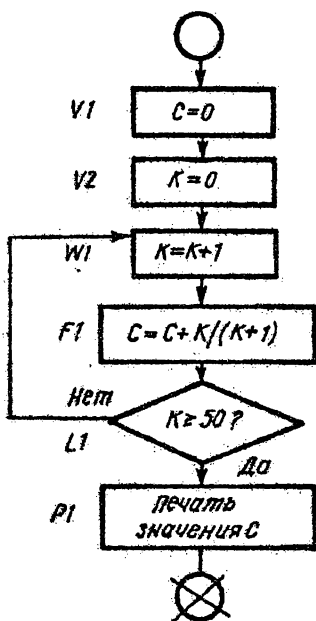 V1 C=0
V2 K=0
W1 K=K+1
F1 C=C+K/(K+1)
Нет
L1 K≥50?
Да
P1 Печать
значения C